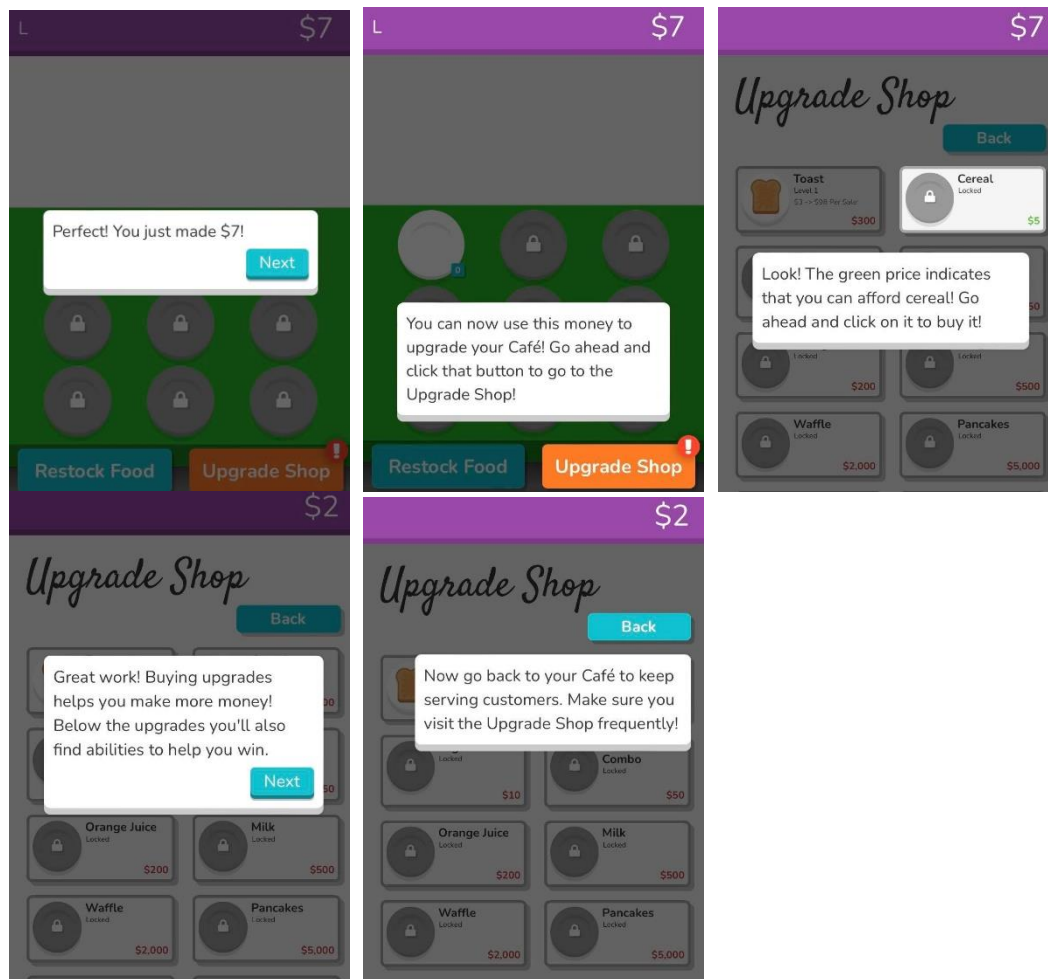 L
$7
Perfect! You just made $7!
Next
Restock Food
Upgrade Shop
!
L
$7
0
You can now use this money to
upgrade your Café! Go ahead and
click that button to go to the
Upgrade Shop!
Restock Food
Upgrade Shop
!
$7
Upgrade Shop
Back
Toast
Level 1
$3 -> $98 Per Sale
$300
Cereal
Locked
$5
Look! The green price indicates
that you can afford cereal! Go
ahead and click on it to buy it!
50
Locked
$200
Locked
$500
Waffle
Locked
$2,000
Pancakes
Locked
$5,000
$2
Upgrade Shop
Back
Great work! Buying upgrades
helps you make more money!
Below the upgrades you'll also
find abilities to help you win.
Next
00
50
Orange Juice
Locked
$200
Milk
Locked
$500
Waffle
Locked
$2,000
Pancakes
Locked
$5,000
$2
Upgrade Shop
Back
Now go back to your Café to keep
serving customers. Make sure you
visit the Upgrade Shop frequently!
Locked
$10
Combo
Locked
$50
Orange Juice
Locked
$200
Milk
Locked
$500
Waffle
Locked
$2,000
Pancakes
Locked
$5,000